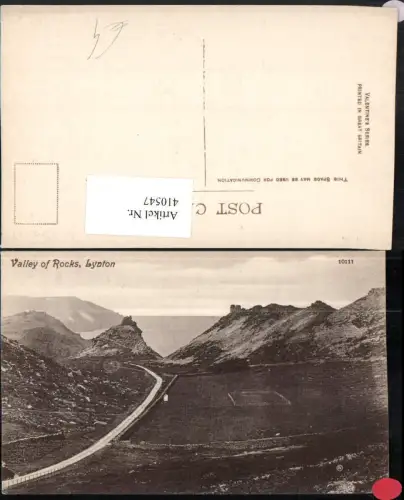 VALENTINE'S SERIES.
PRINTED IN GREAT BRITAIN
THIS SPACE MAY BE USED FOR COMMUNICATION
POST CA
Artikel Nr.
410547
Valley of Rocks, Lynton
10111